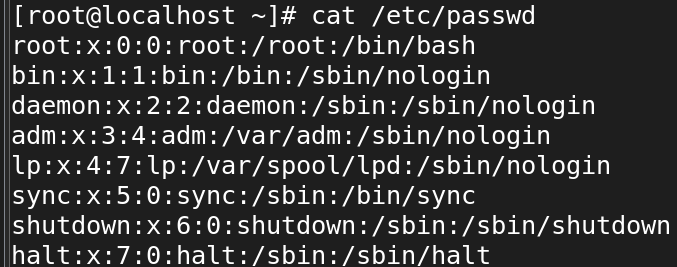 [root@localhost ~]# cat /etc/passwd
root:x:0:0:root:/root:/bin/bash
bin:x:1:1:bin:/bin:/sbin/nologin
daemon:x:2:2:daemon:/sbin:/sbin/nologin
adm:x:3:4:adm:/var/adm:/sbin/nologin
lp:x:4:7:lp:/var/spool/lpd:/sbin/nologin
sync:x:5:0:sync:/sbin:/bin/sync
shutdown:x:6:0:shutdown:/sbin:/sbin/shutdown
halt:x:7:0:halt:/sbin:/sbin/halt